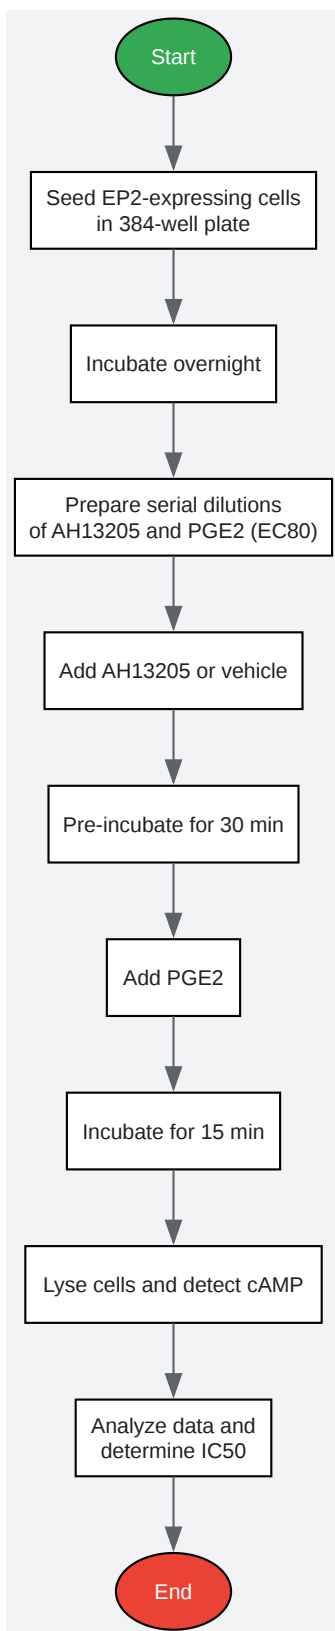 Start
Seed EP2-expressing cells
in 384-well plate
Incubate overnight
Prepare serial dilutions
of AH13205 and PGE2 (EC80)
Add AH13205 or vehicle
Pre-incubate for 30 min
Add PGE2
Incubate for 15 min
Lyse cells and detect cAMP
Analyze data and
determine IC50
End